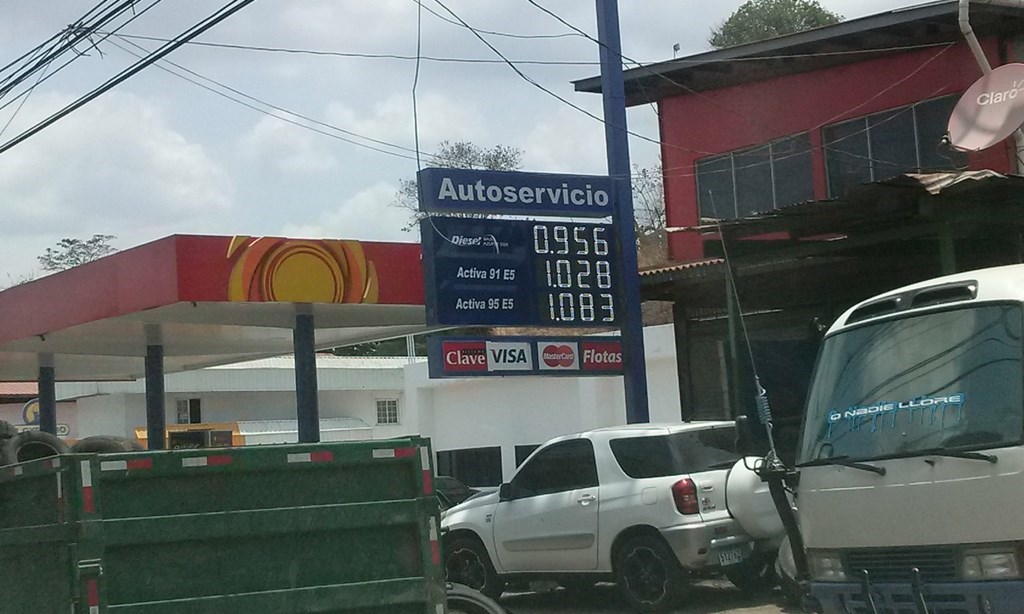 Autoservicio
Diesel 0.956
Activa 91 E5 1.028
Activa 95 E5 1.083
Clave VISA MasterCard Flotas
Claro
Q NADIE LLORE